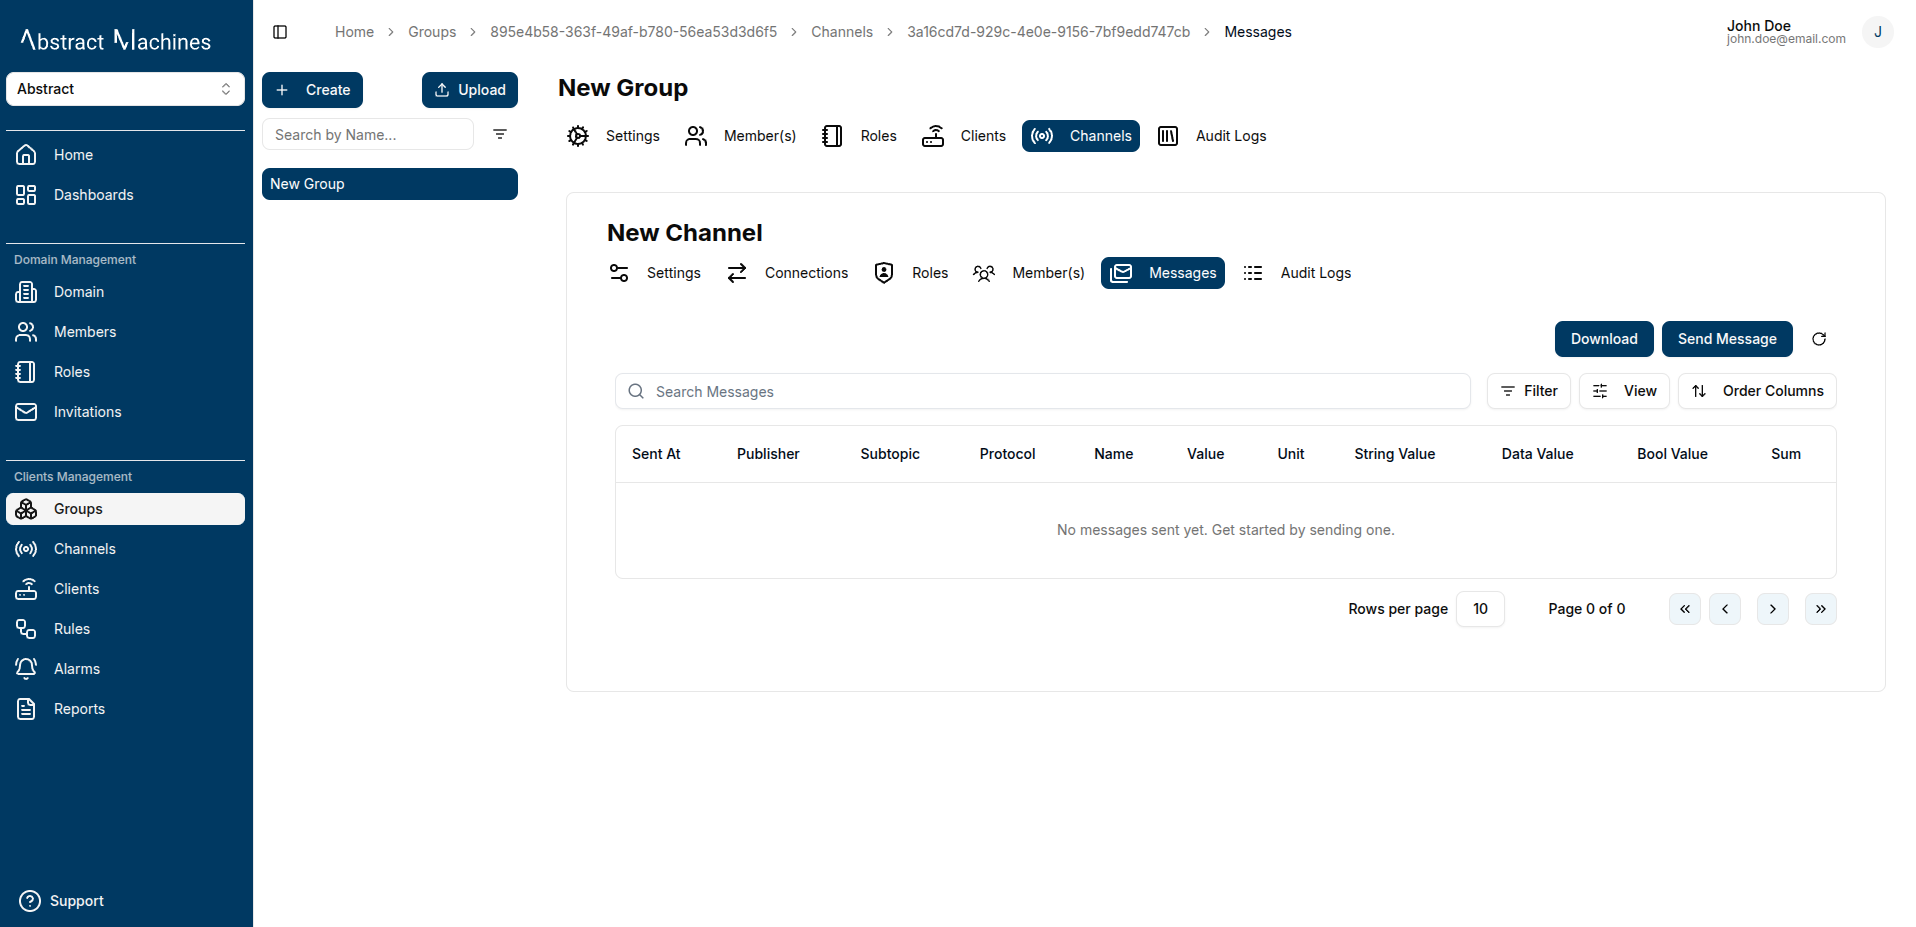 Abstract Machines
Abstract
Home
Dashboards
Domain Management
Domain
Members
Roles
Invitations
Clients Management
Groups
Channels
Clients
Rules
Alarms
Reports
Support
Home > Groups > 895e4b58-363f-49af-b780-56ea53d3d6f5 > Channels > 3a16cd7d-929c-4e0e-9156-7bf9edd747cb > Messages
John Doe
john.doe@email.com
J
Create Upload
Search by Name...
New Group
New Group
Settings Member(s) Roles Clients Channels Audit Logs
New Channel
Settings Connections Roles Member(s) Messages Audit Logs
Download Send Message
Search Messages Filter View Order Columns
Sent At Publisher Subtopic Protocol Name Value Unit String Value Data Value Bool Value Sum
No messages sent yet. Get started by sending one.
Rows per page 10 Page 0 of 0